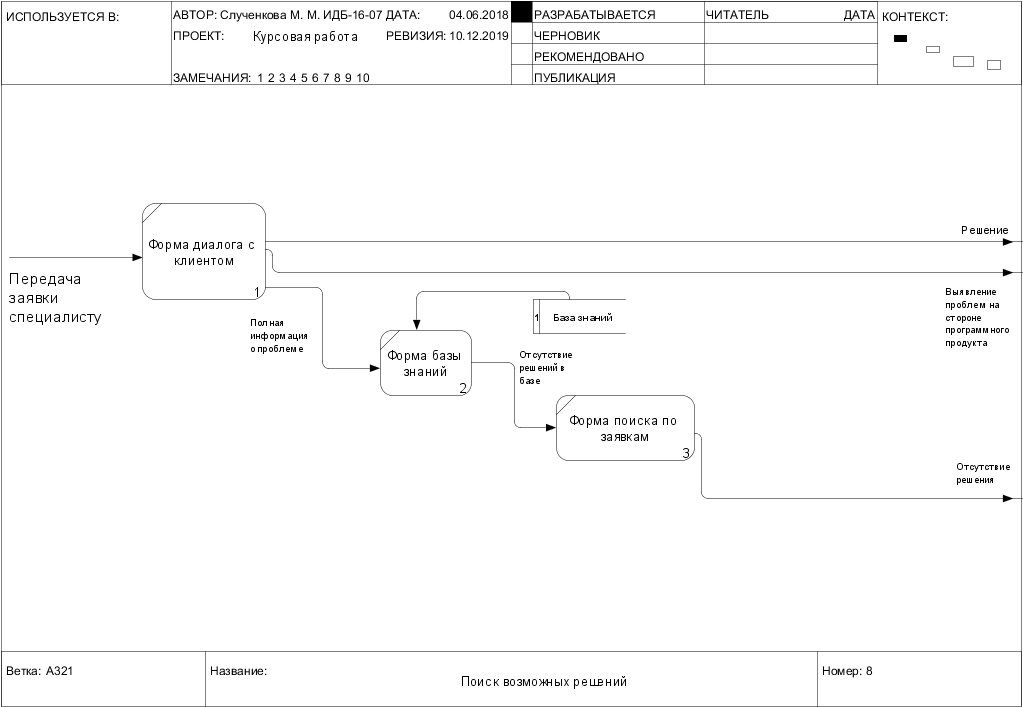 ИСПОЛЬЗУЕТСЯ В:
АВТОР: Слученкова М. М. ИДБ-16-07 ДАТА: 04.06.2018
ПРОЕКТ: Курсовая работа РЕВИЗИЯ: 10.12.2019
ЗАМЕЧАНИЯ: 1 2 3 4 5 6 7 8 9 10
РАЗРАБАТЫВАЕТСЯ
ЧЕРНОВИК
РЕКОМЕНДОВАНО
ПУБЛИКАЦИЯ
ЧИТАТЕЛЬ ДАТА
КОНТЕКСТ:
Передача
заявки
специалисту
Форма диалога с
клиентом
1
Решение
Выявление
проблем на
стороне
программного
продукта
Полная
информация
о проблеме
1 База знаний
Форма базы
знаний
2
Отсутствие
решений в
базе
Форма поиска по
заявкам
3
Отсутствие
решения
Ветка: A321
Название:
Поиск возможных решений
Номер: 8